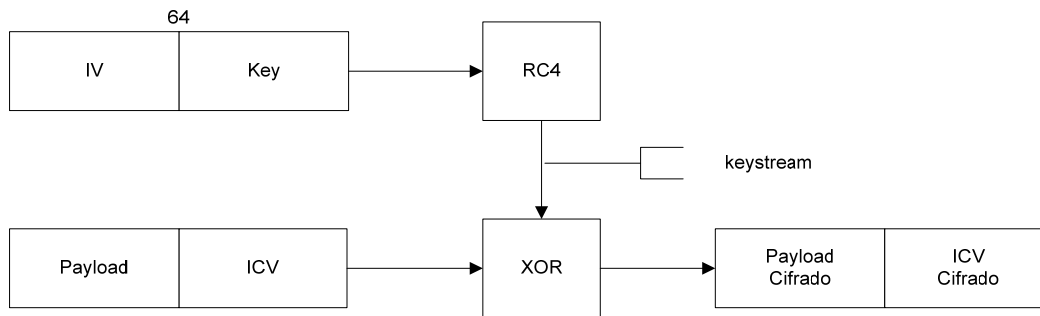 64
IV
Key
RC4
keystream
Payload
ICV
XOR
Payload
Cifrado
ICV
Cifrado